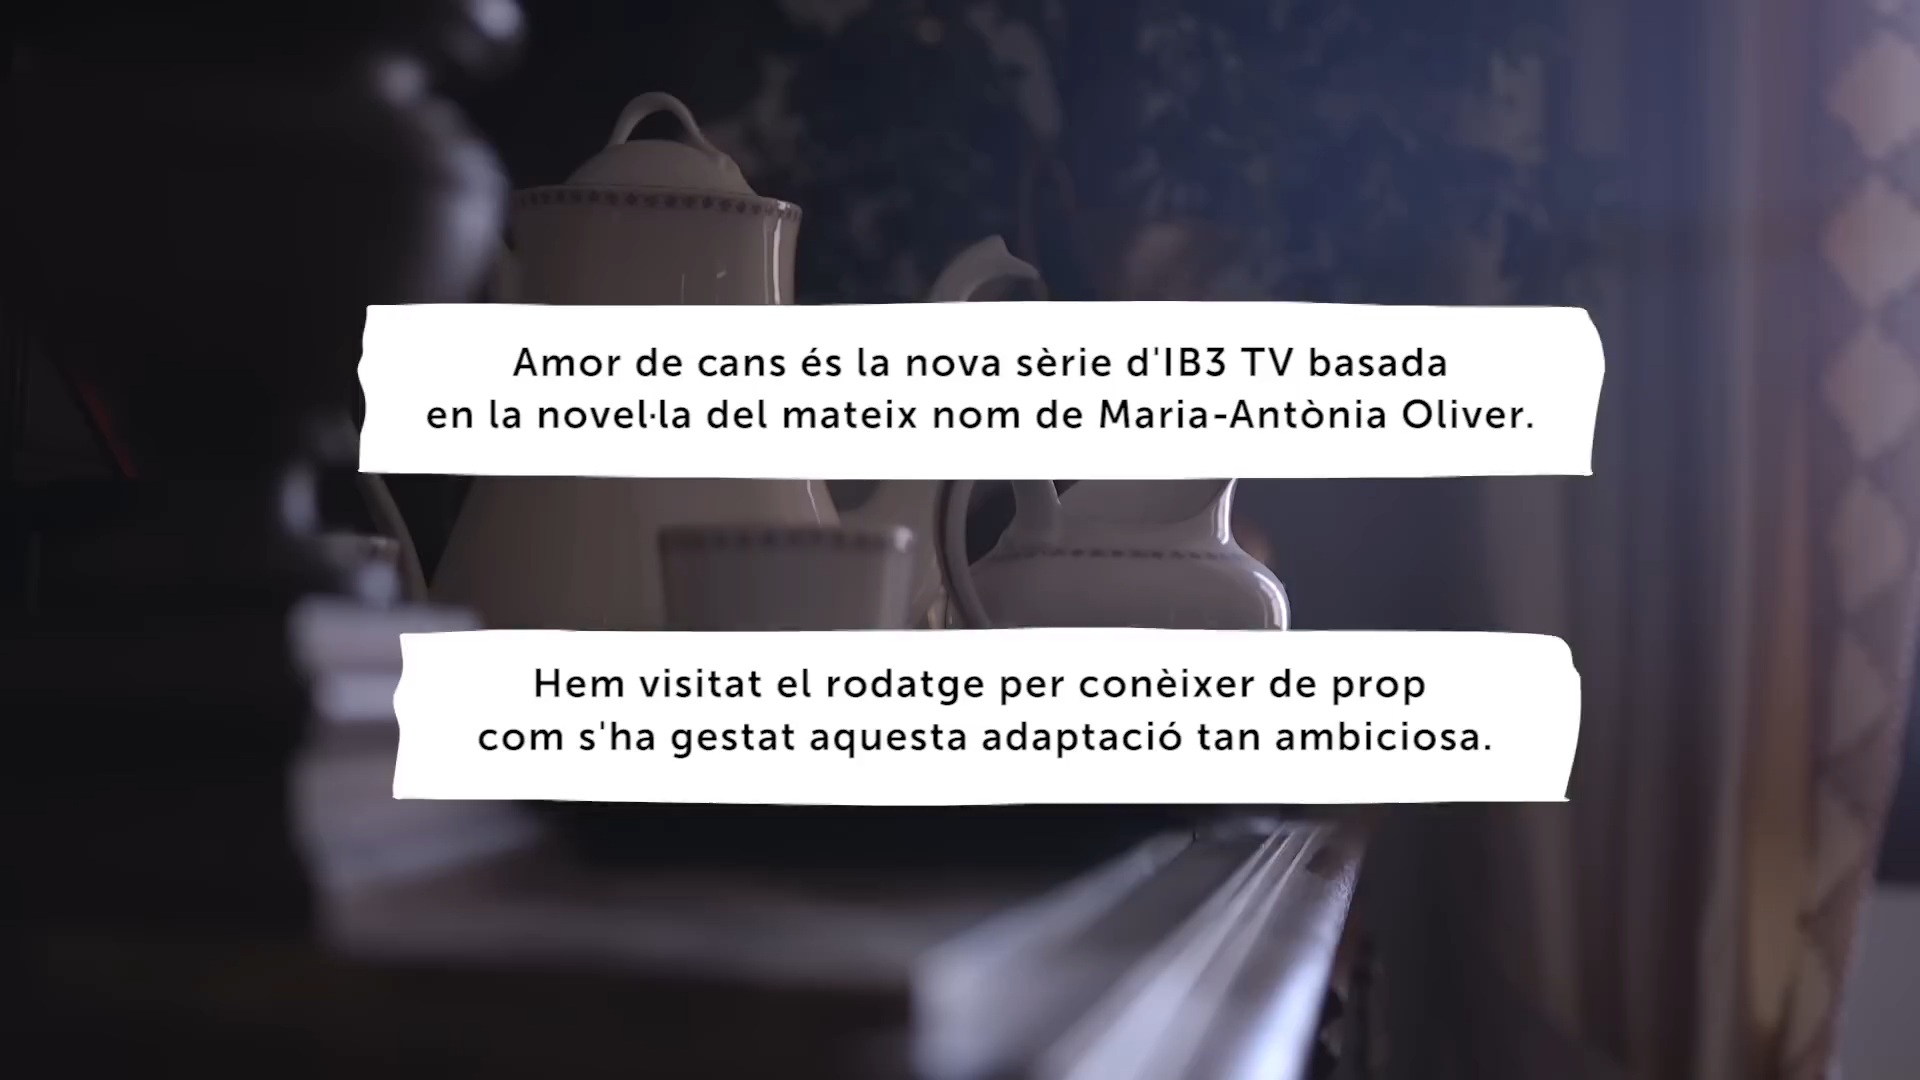 Amor de cans és la nova sèrie d'IB3 TV basada
en la novel·la del mateix nom de Maria-Antònia Oliver.
Hem visitat el rodatge per conèixer de prop
com s'ha gestat aquesta adaptació tan ambiciosa.